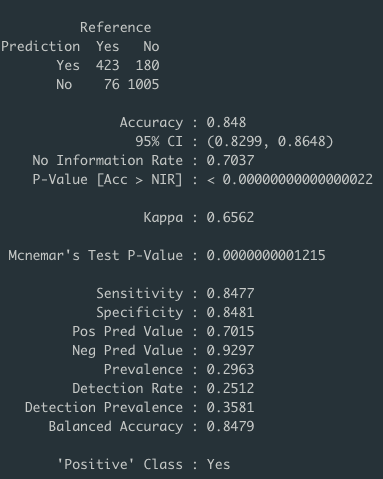 Reference
Prediction Yes No
Yes 423 180
No 76 1005
Accuracy : 0.848
95% CI : (0.8299, 0.8648)
No Information Rate : 0.7037
P-Value [Acc > NIR] : < 0.00000000000000022
Kappa : 0.6562
Mcnemar's Test P-Value : 0.0000000001215
Sensitivity : 0.8477
Specificity : 0.8481
Pos Pred Value : 0.7015
Neg Pred Value : 0.9297
Prevalence : 0.2963
Detection Rate : 0.2512
Detection Prevalence : 0.3581
Balanced Accuracy : 0.8479
'Positive' Class : Yes